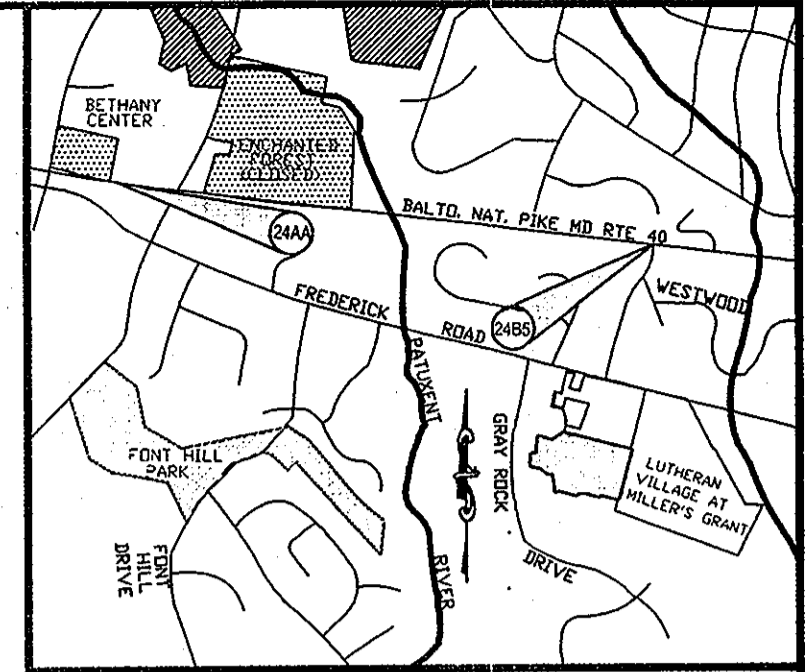 BETHANY
CENTER
ENCHANTED
FOREST
(CLOSED)
24AA
BALTO. NAT. PIKE MD RTE 40
FREDERICK ROAD
24B5
WESTWOOD
PATUXENT RIVER
GRAY ROCK DRIVE
FONT HILL
PARK
LUTHERAN
VILLAGE AT
MILLER'S GRANT
FONT
HILL
DRIVE